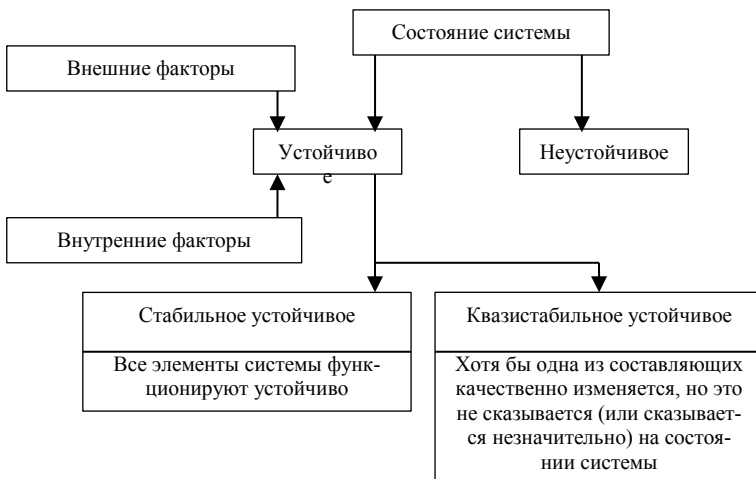 Состояние системы
Внешние факторы
Устойчиво
е
Неустойчивое
Внутренние факторы
Стабильное устойчивое
Все элементы системы функ-
ционируют устойчиво
Квазистабильное устойчивое
Хотя бы одна из составляющих
качественно изменяется, но это
не сказывается (или сказывает-
ся незначительно) на состоя-
нии системы